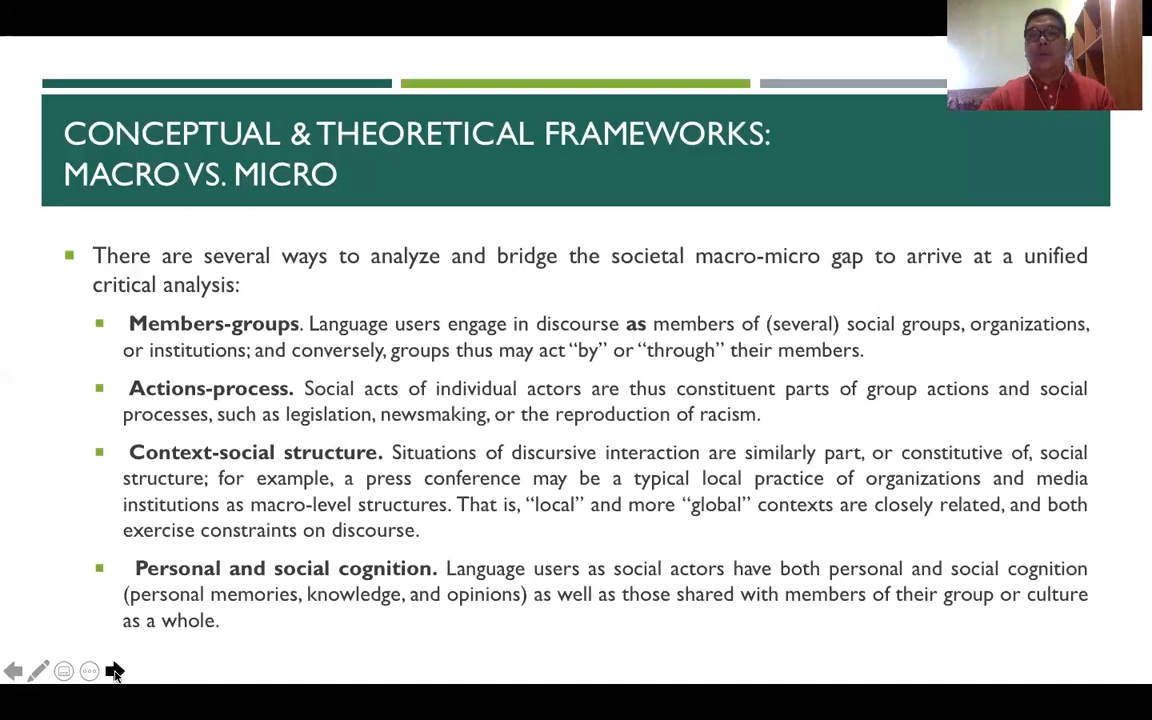 CONCEPTUAL & THEORETICAL FRAMEWORKS:
MACRO VS. MICRO
There are several ways to analyze and bridge the societal macro-micro gap to arrive at a unified
critical analysis:
Members-groups. Language users engage in discourse as members of (several) social groups, organizations,
or institutions; and conversely, groups thus may act “by” or “through” their members.
Actions-process. Social acts of individual actors are thus constituent parts of group actions and social
processes, such as legislation, newsmaking, or the reproduction of racism.
Context-social structure. Situations of discursive interaction are similarly part, or constitutive of, social
structure; for example, a press conference may be a typical local practice of organizations and media
institutions as macro-level structures. That is, “local” and more “global” contexts are closely related, and both
exercise constraints on discourse.
Personal and social cognition. Language users as social actors have both personal and social cognition
(personal memories, knowledge, and opinions) as well as those shared with members of their group or culture
as a whole.